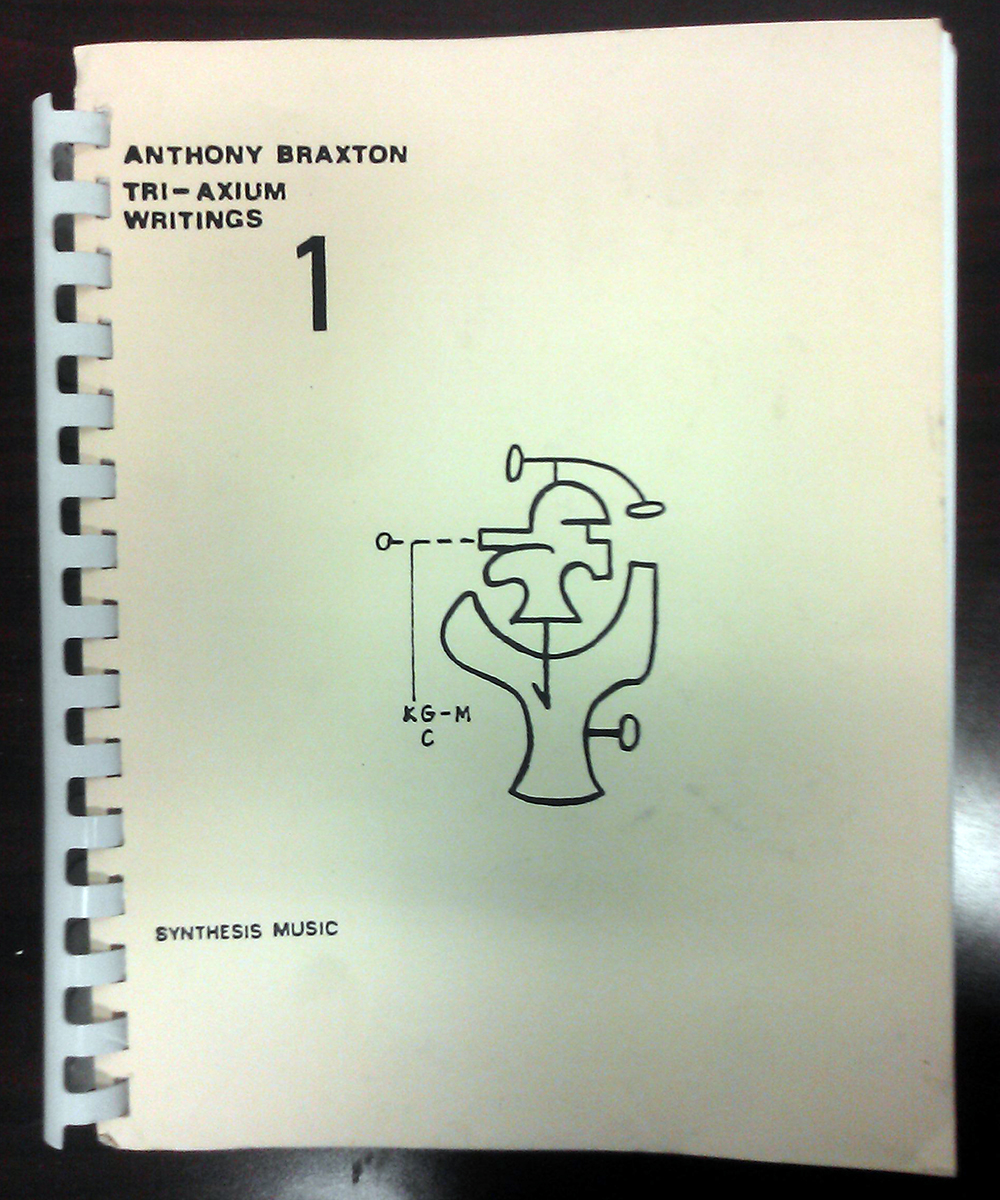 ANTHONY BRAXTON
TRI-AXIUM
WRITINGS
1
KG-M
C
SYNTHESIS MUSIC